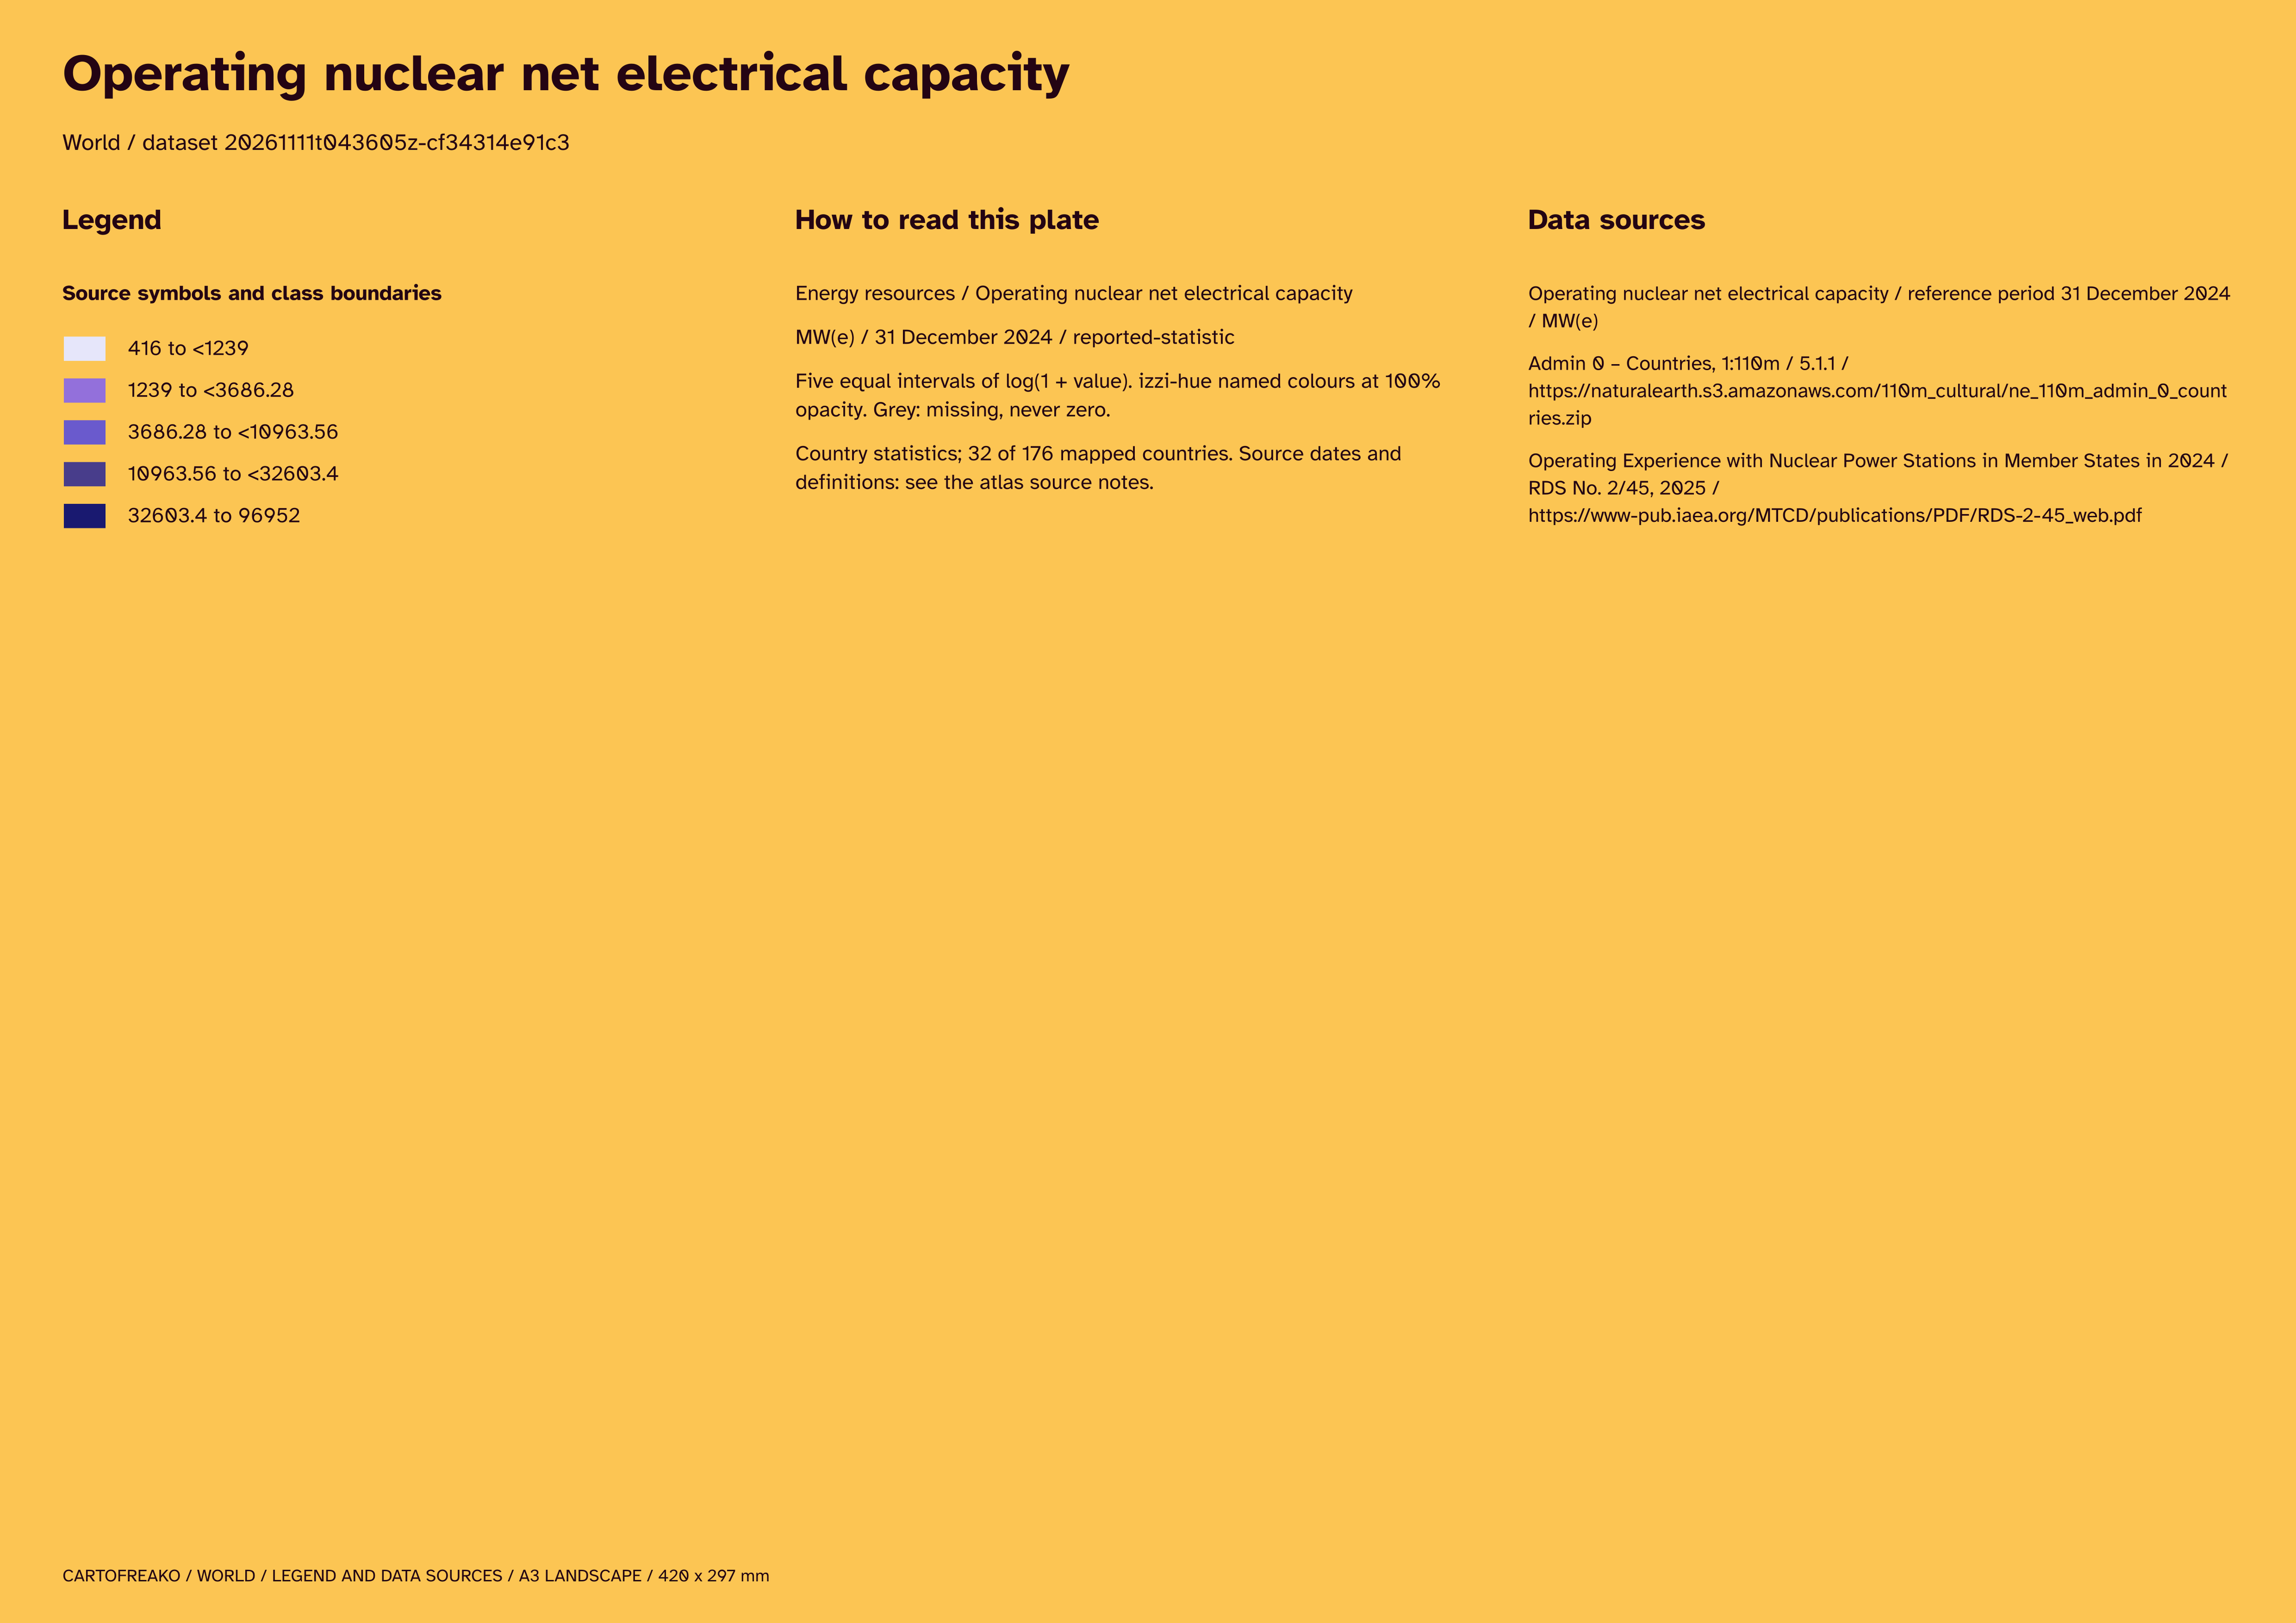 Operating nuclear net electrical capacity
World / dataset 20261111t043605z-cf34314e91c3
Legend
Source symbols and class boundaries
416 to <1239
1239 to <3686.28
3686.28 to <10963.56
10963.56 to <32603.4
32603.4 to 96952
How to read this plate
Energy resources / Operating nuclear net electrical capacity
MW(e) / 31 December 2024 / reported-statistic
Five equal intervals of log(1 + value). izzi-hue named colours at 100%
opacity. Grey: missing, never zero.
Country statistics; 32 of 176 mapped countries. Source dates and
definitions: see the atlas source notes.
Data sources
Operating nuclear net electrical capacity / reference period 31 December 2024
/ MW(e)
Admin 0 – Countries, 1:110m / 5.1.1 /
https://naturalearth.s3.amazonaws.com/110m_cultural/ne_110m_admin_0_count
ries.zip
Operating Experience with Nuclear Power Stations in Member States in 2024 /
RDS No. 2/45, 2025 /
https://www-pub.iaea.org/MTCD/publications/PDF/RDS-2-45_web.pdf
CARTOFREAKO / WORLD / LEGEND AND DATA SOURCES / A3 LANDSCAPE / 420 x 297 mm